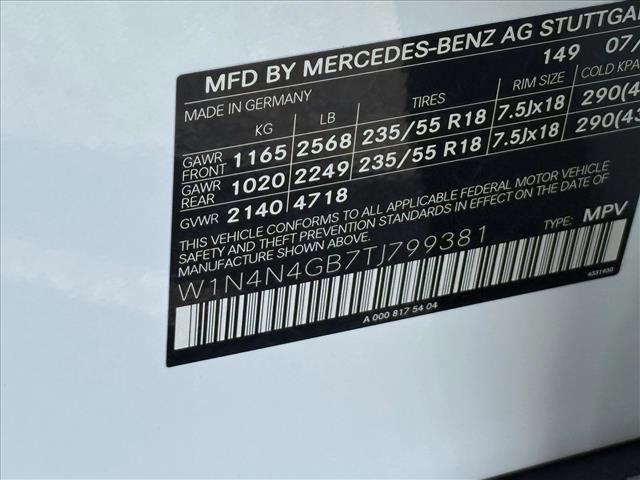 MFD BY MERCEDES-BENZ AG STUTTGA
149 07/
MADE IN GERMANY
KG LB TIRES RIM SIZE COLD KPA
GAWR FRONT 1165 2568 235/55 R18 7.5Jx18 290(4
GAWR REAR 1020 2249 235/55 R18 7.5Jx18 290(43
GVWR 2140 4718
THIS VEHICLE CONFORMS TO ALL APPLICABLE FEDERAL MOTOR VEHICLE
SAFETY AND THEFT PREVENTION STANDARDS IN EFFECT ON THE DATE OF
MANUFACTURE SHOWN ABOVE.
W1N4N4GB7TJ799381 TYPE: MPV
A 000 817 54 04